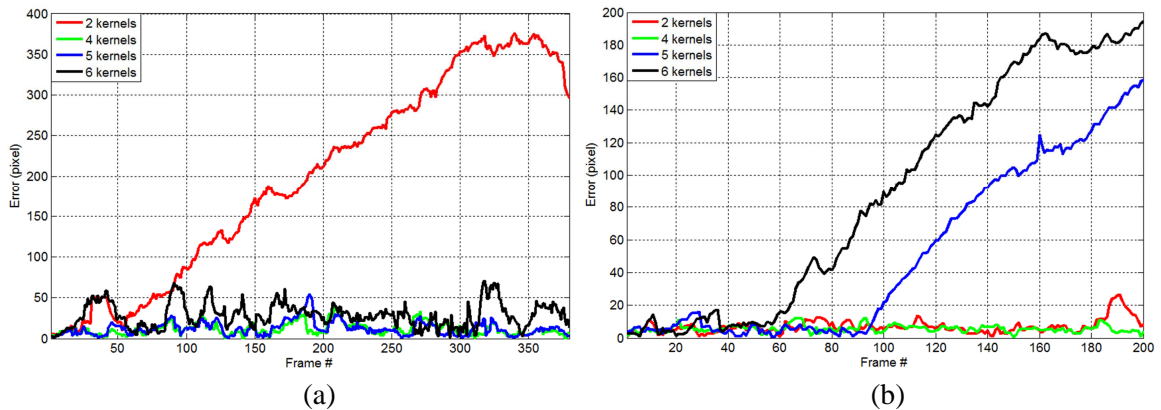 400
350
300
250
200
150
100
50
0
Error (pixel)
2 kernels
4 kernels
5 kernels
6 kernels
50 100 150 200 250 300 350
Frame #
(a)
200
180
160
140
120
100
80
60
40
20
0
Error (pixel)
2 kernels
4 kernels
5 kernels
6 kernels
20 40 60 80 100 120 140 160 180 200
Frame #
(b)